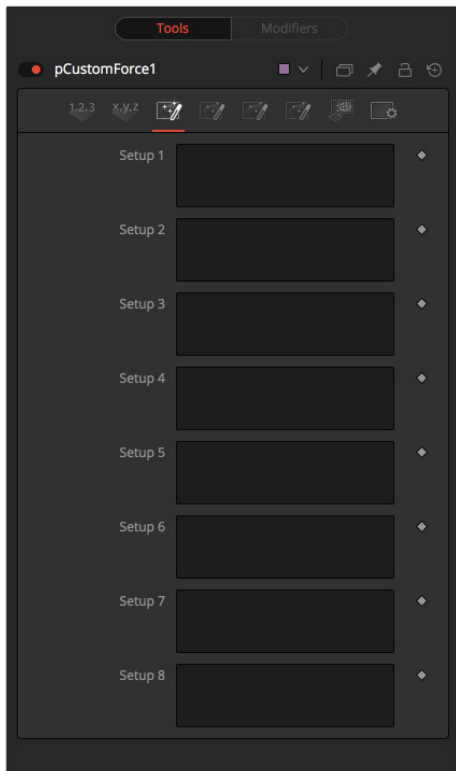 Tools
Modifiers
pCustomForce1
1,2,3
x,y,z
Setup 1
Setup 2
Setup 3
Setup 4
Setup 5
Setup 6
Setup 7
Setup 8